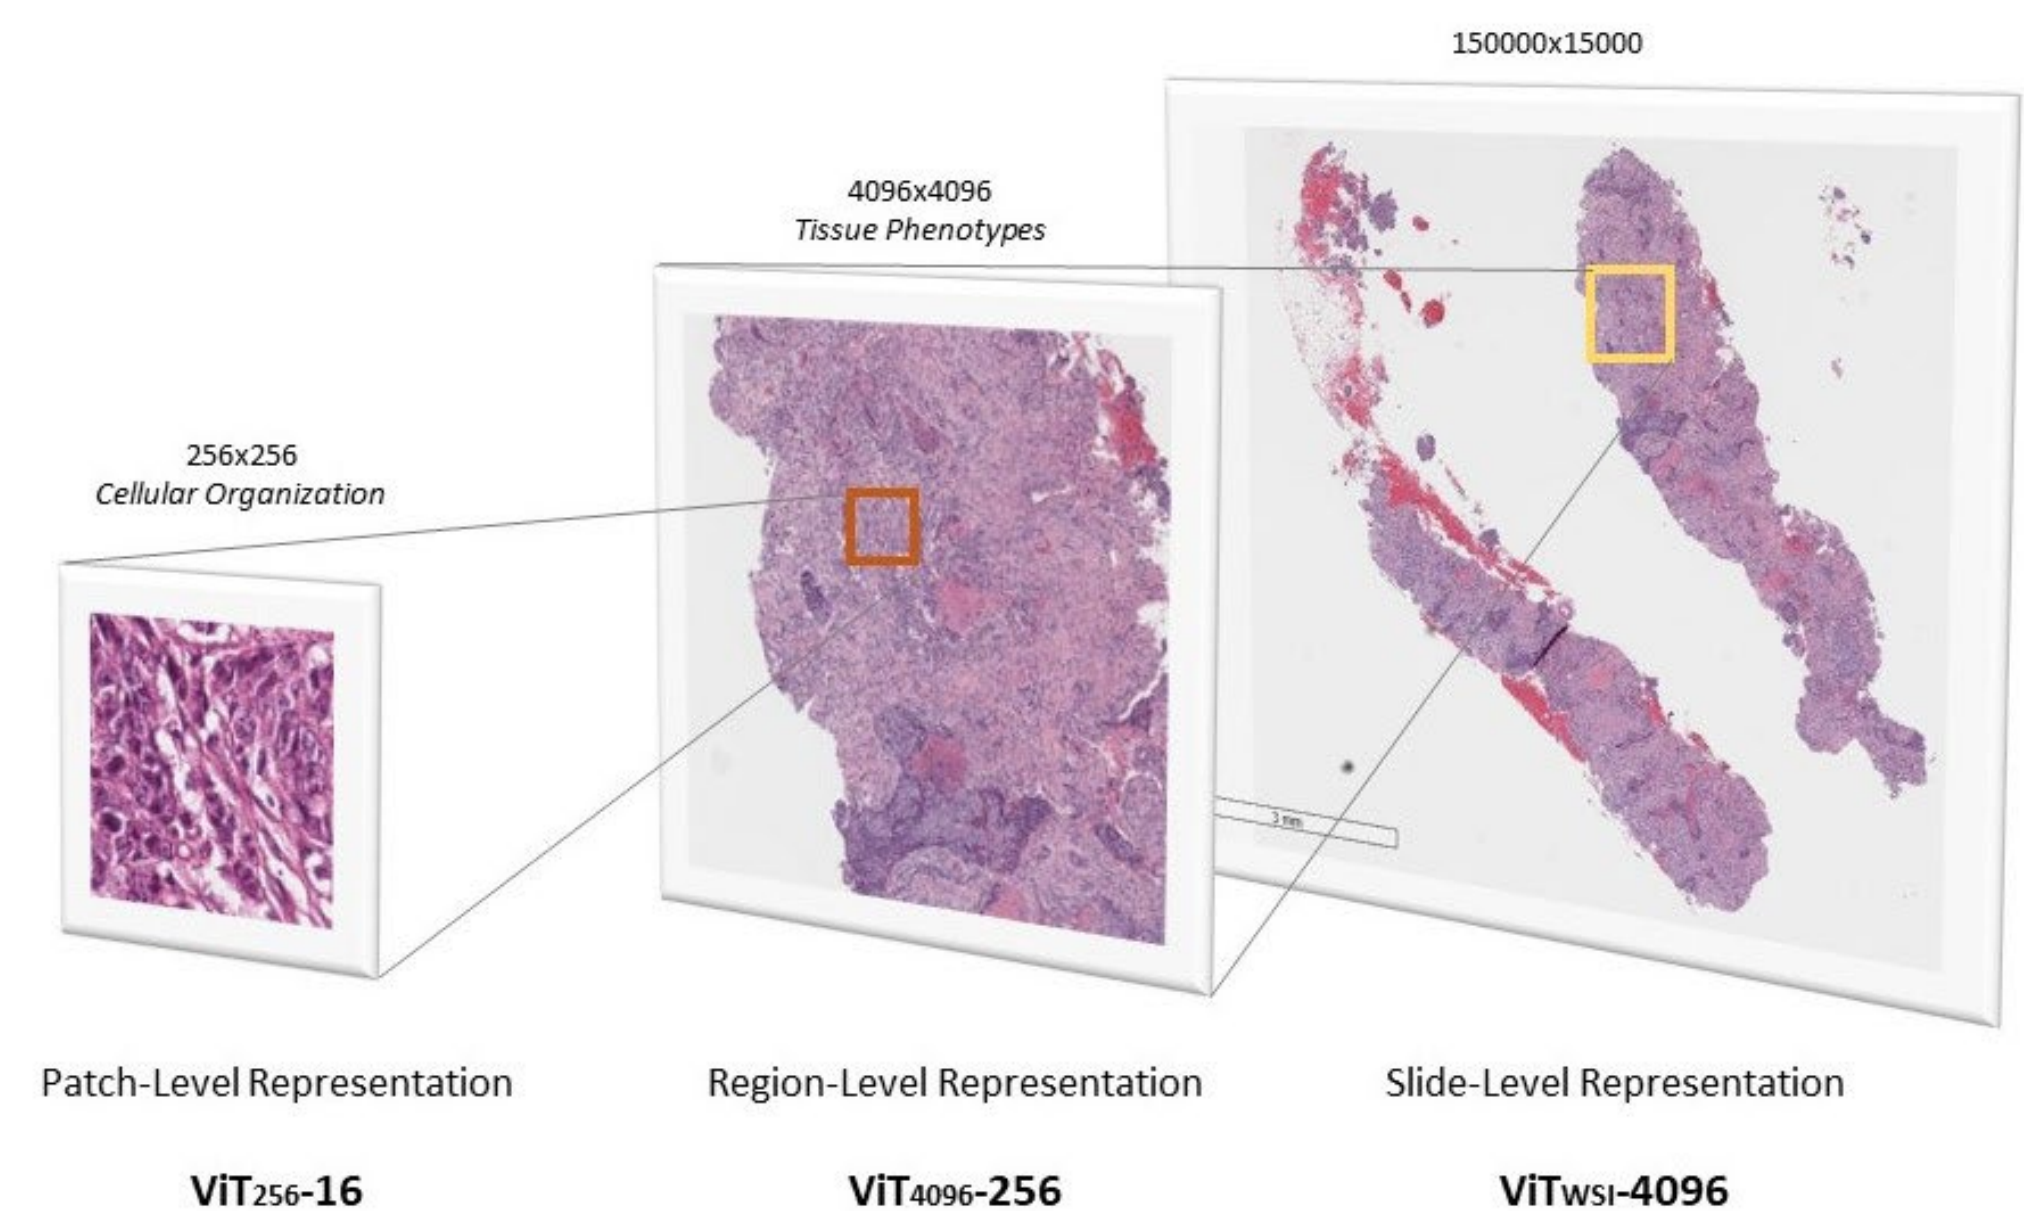 150000x15000
4096x4096
Tissue Phenotypes
256x256
Cellular Organization
3 mm
Patch-Level Representation
Region-Level Representation
Slide-Level Representation
ViT256-16
ViT4096-256
ViTWSI-4096